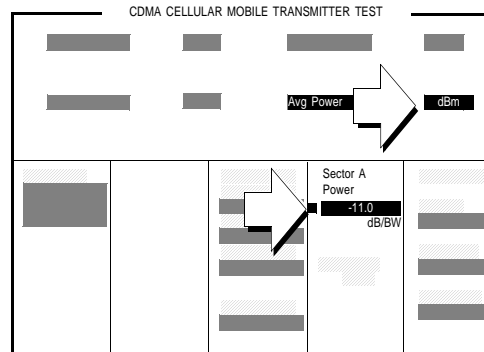 CDMA CELLULAR MOBILE TRANSMITTER TEST
Avg Power dBm
Sector A
Power
-11.0
dB/BW